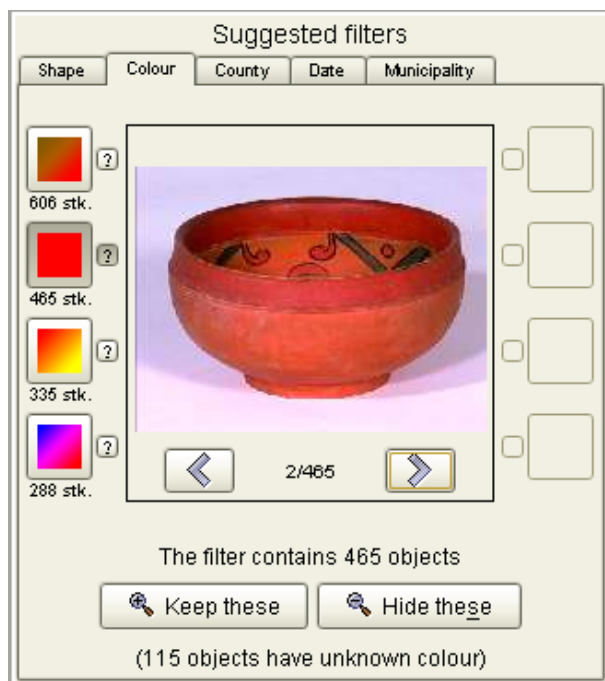 Suggested filters
Shape Colour County Date Municipality
?
606 stk.
?
465 stk.
?
335 stk.
?
288 stk.
2/465
The filter contains 465 objects
Keep these Hide these
(115 objects have unknown colour)